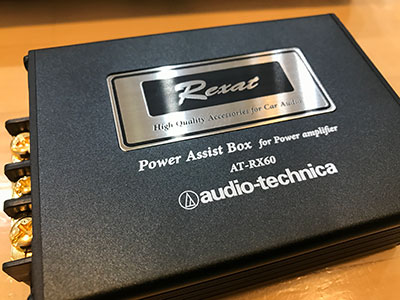 Rexat
High Quality Accessories for Car Audio
Power Assist Box for Power amplifier
AT-RX60
audio-technica